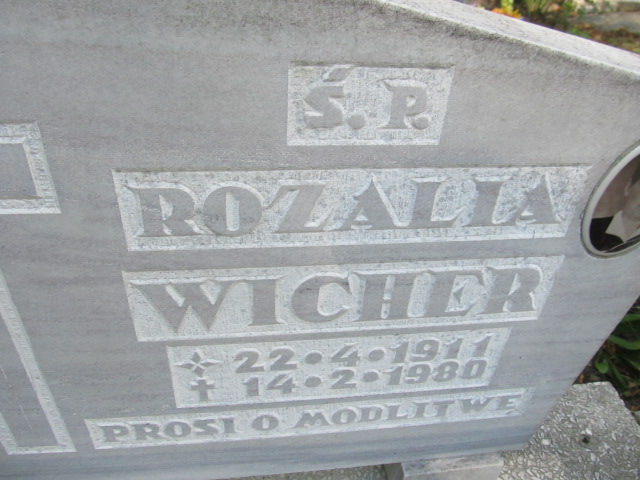 Ś. P.
ROZALIA
WICHER
22•4•1911
✝ 14•2•1980
PROSI O MODLITWĘ